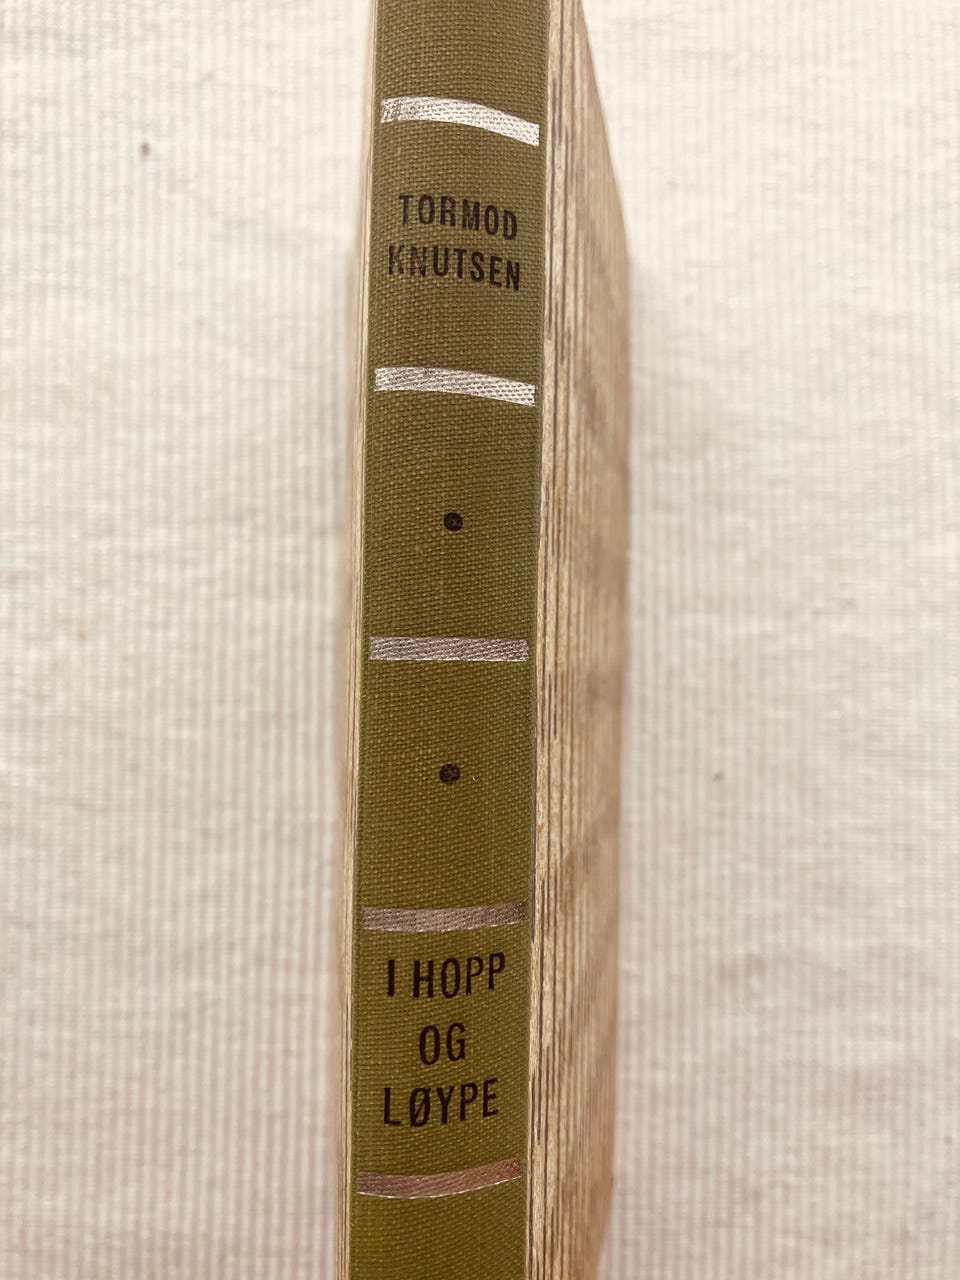 TORMOD
KNUTSEN
I HOPP
OG
LØYPE